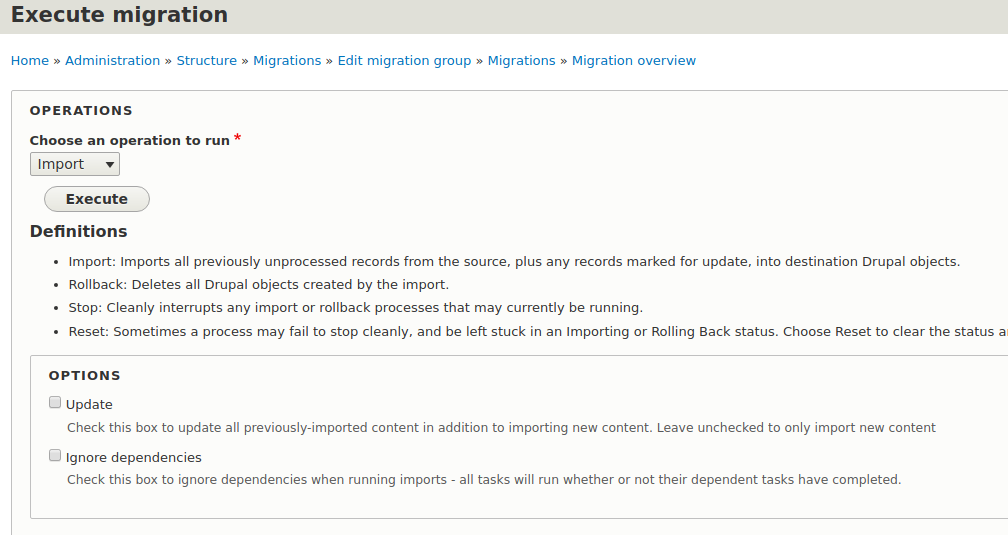 Execute migration
Home » Administration » Structure » Migrations » Edit migration group » Migrations » Migration overview
OPERATIONS
Choose an operation to run *
Import
Execute
Definitions
• Import: Imports all previously unprocessed records from the source, plus any records marked for update, into destination Drupal objects.
• Rollback: Deletes all Drupal objects created by the import.
• Stop: Cleanly interrupts any import or rollback processes that may currently be running.
• Reset: Sometimes a process may fail to stop cleanly, and be left stuck in an Importing or Rolling Back status. Choose Reset to clear the status
OPTIONS
Update
Check this box to update all previously-imported content in addition to importing new content. Leave unchecked to only import new content
Ignore dependencies
Check this box to ignore dependencies when running imports - all tasks will run whether or not their dependent tasks have completed.